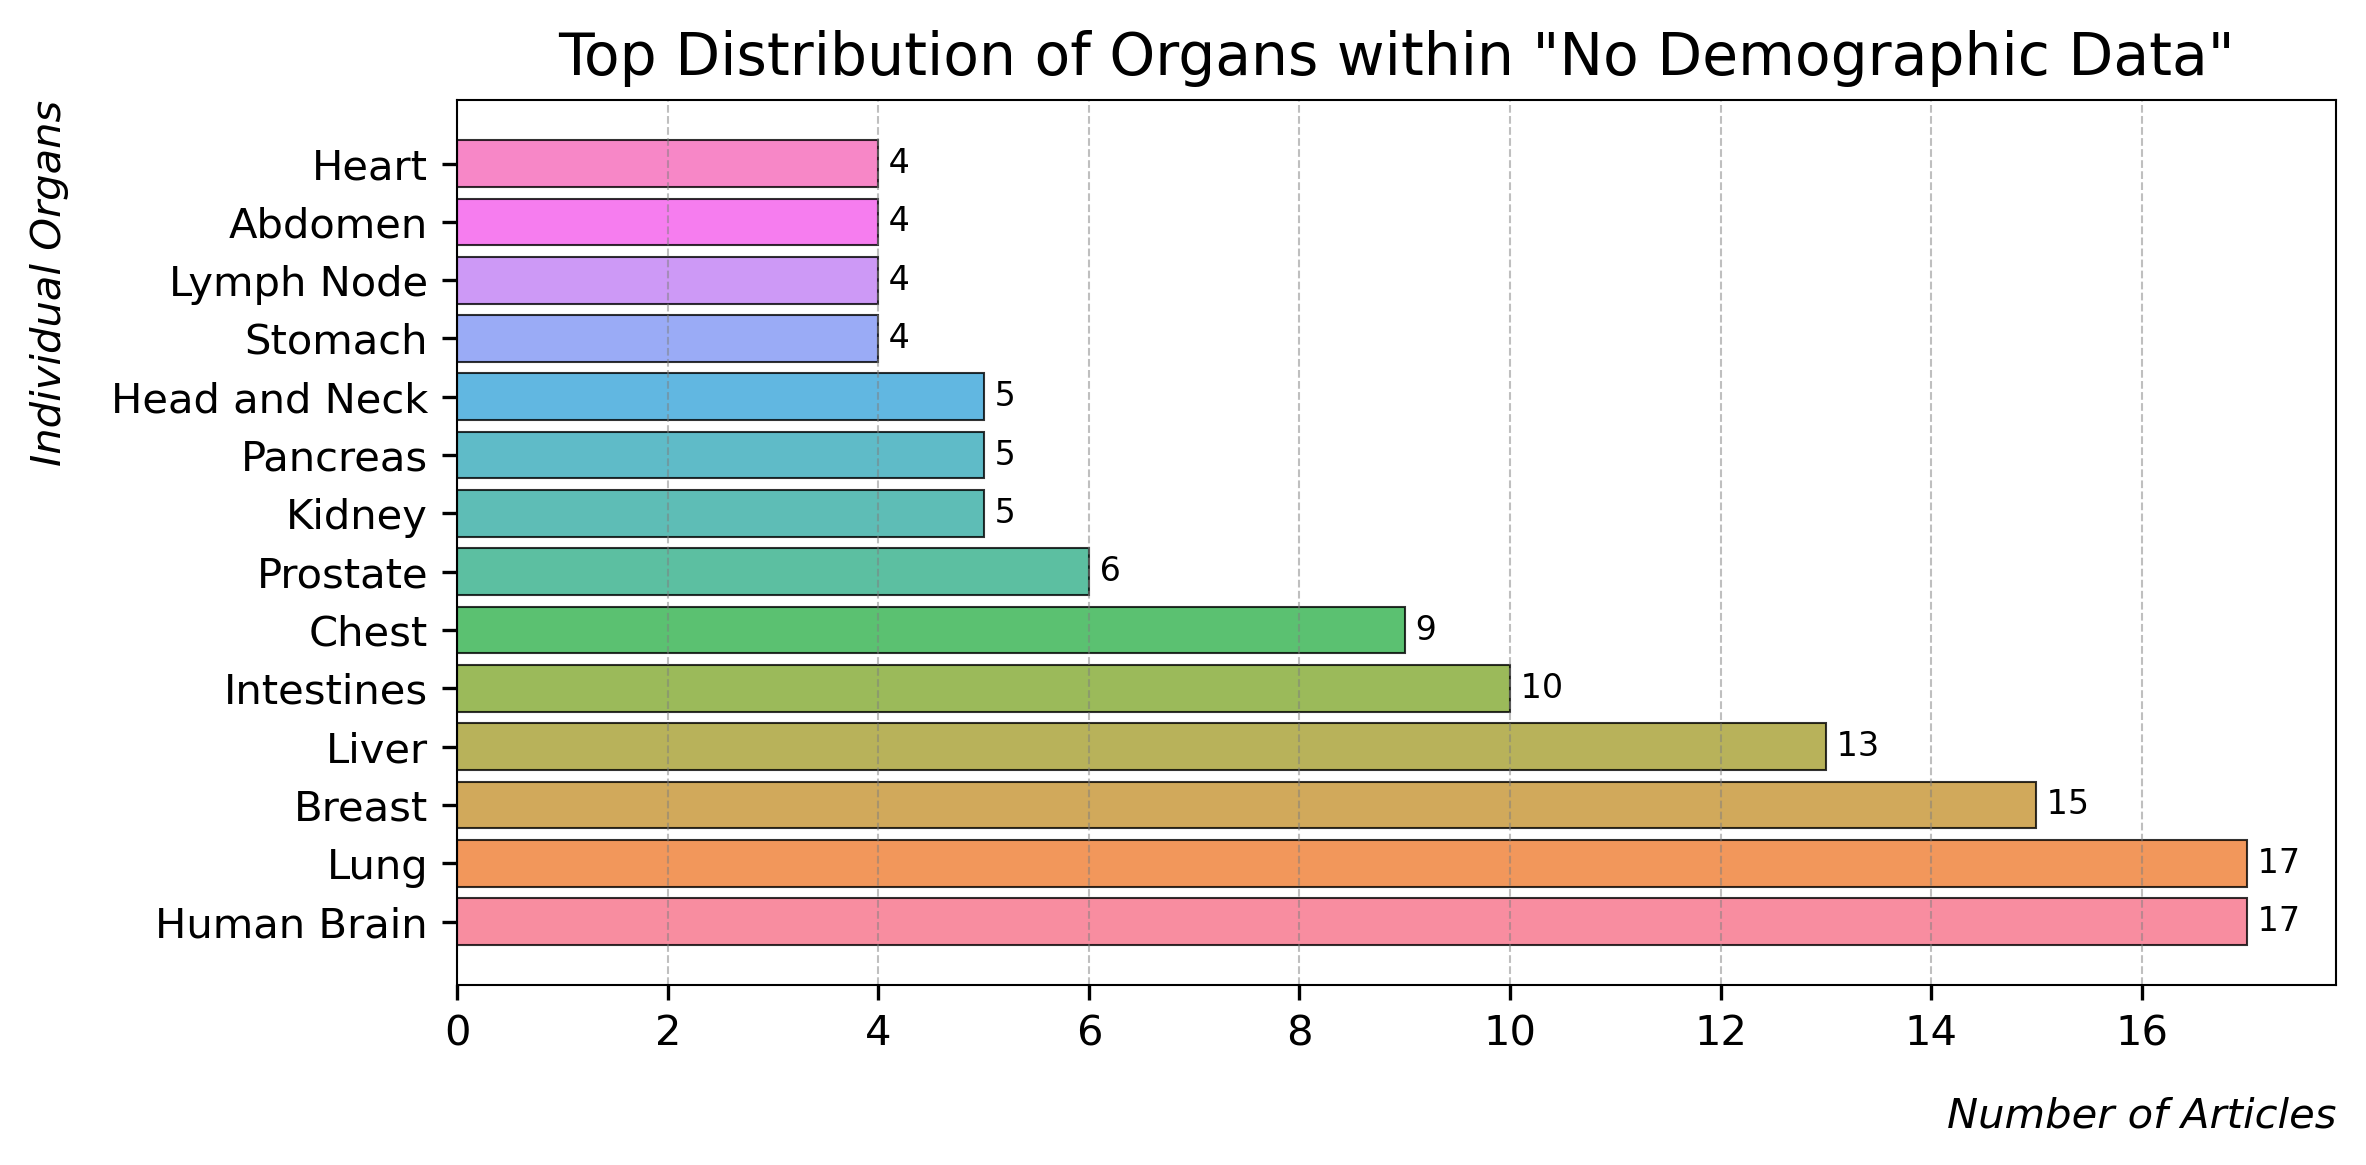 Top Distribution of Organs within "No Demographic Data"
Individual Organs
Heart 4
Abdomen 4
Lymph Node 4
Stomach 4
Head and Neck 5
Pancreas 5
Kidney 5
Prostate 6
Chest 9
Intestines 10
Liver 13
Breast 15
Lung 17
Human Brain 17
0 2 4 6 8 10 12 14 16
Number of Articles